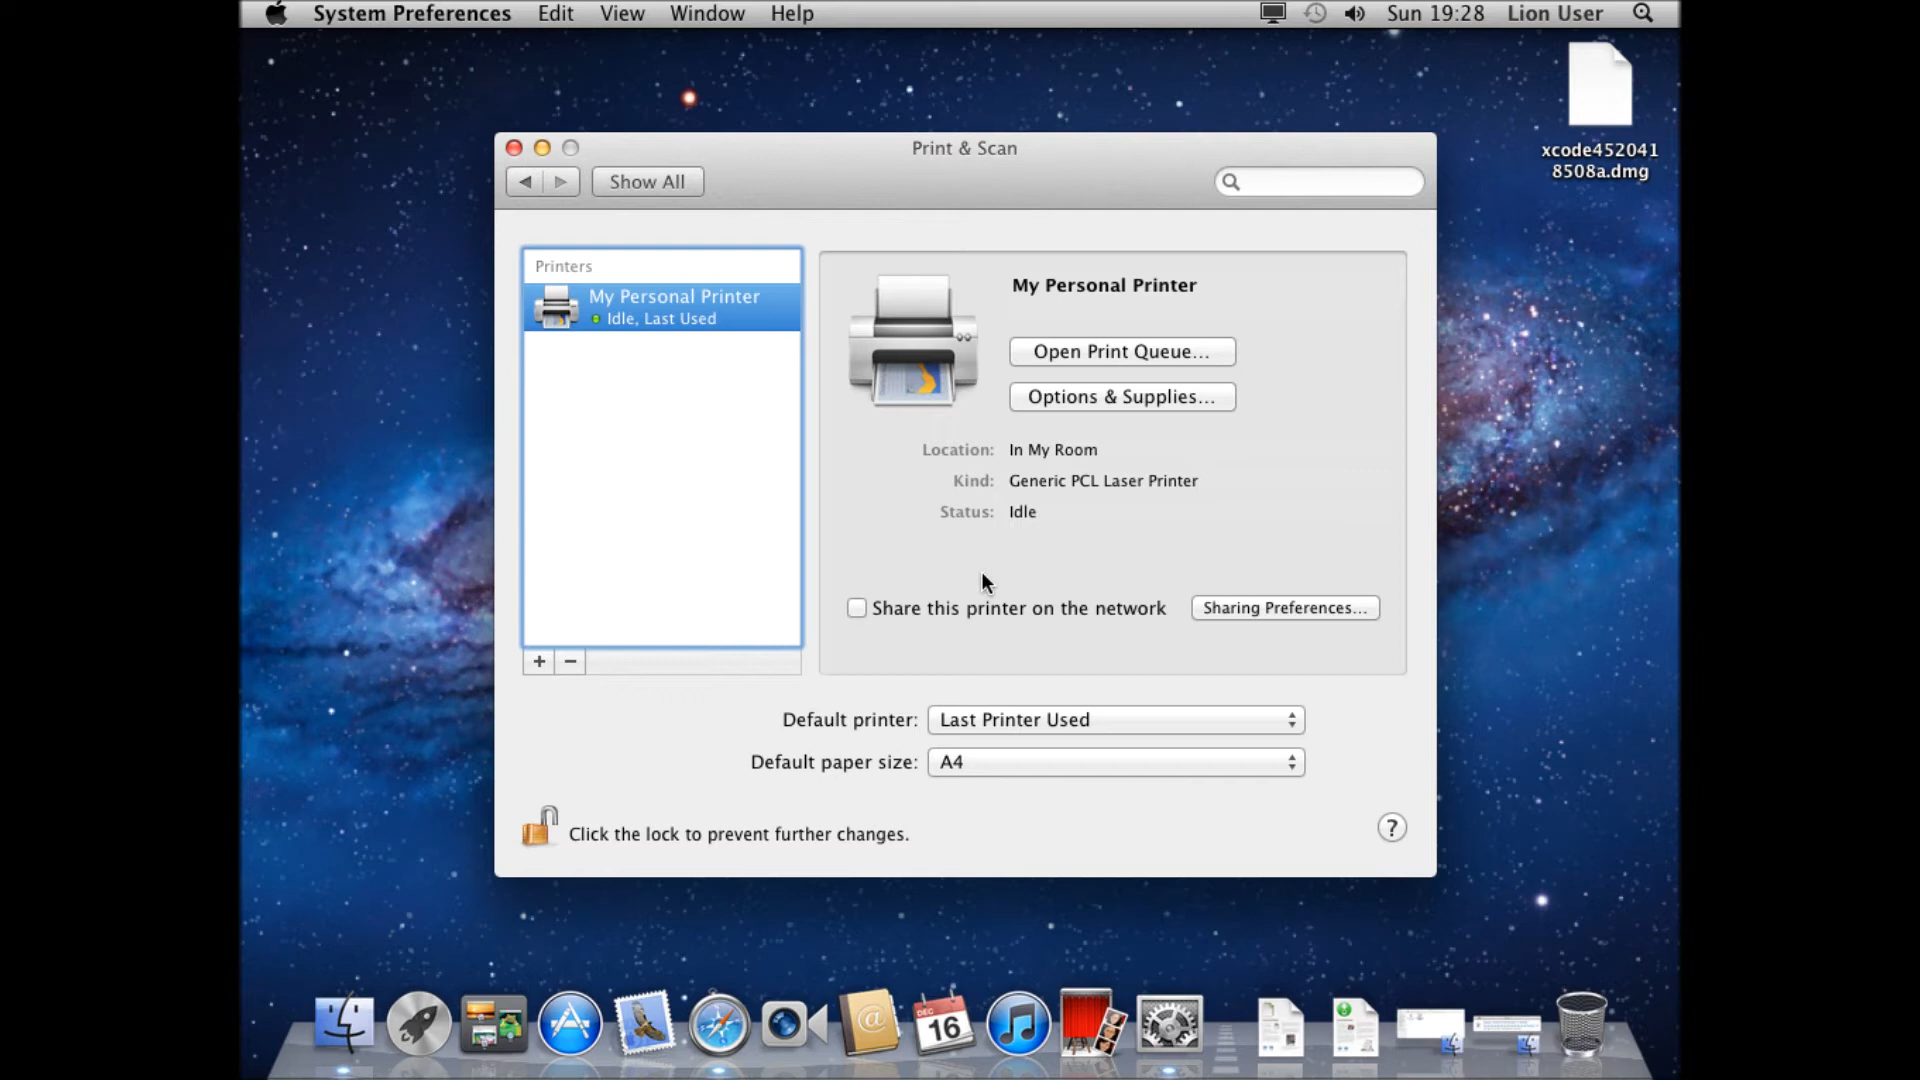 System Preferences Edit View Window Help Sun 19:28 Lion User
xcode452041
8508a.dmg
Print & Scan
Show All
Printers
My Personal Printer
Idle, Last Used
My Personal Printer
Open Print Queue...
Options & Supplies...
Location: In My Room
Kind: Generic PCL Laser Printer
Status: Idle
Share this printer on the network Sharing Preferences...
+ −
Default printer: Last Printer Used
Default paper size: A4
Click the lock to prevent further changes. ?
DEC
16
@